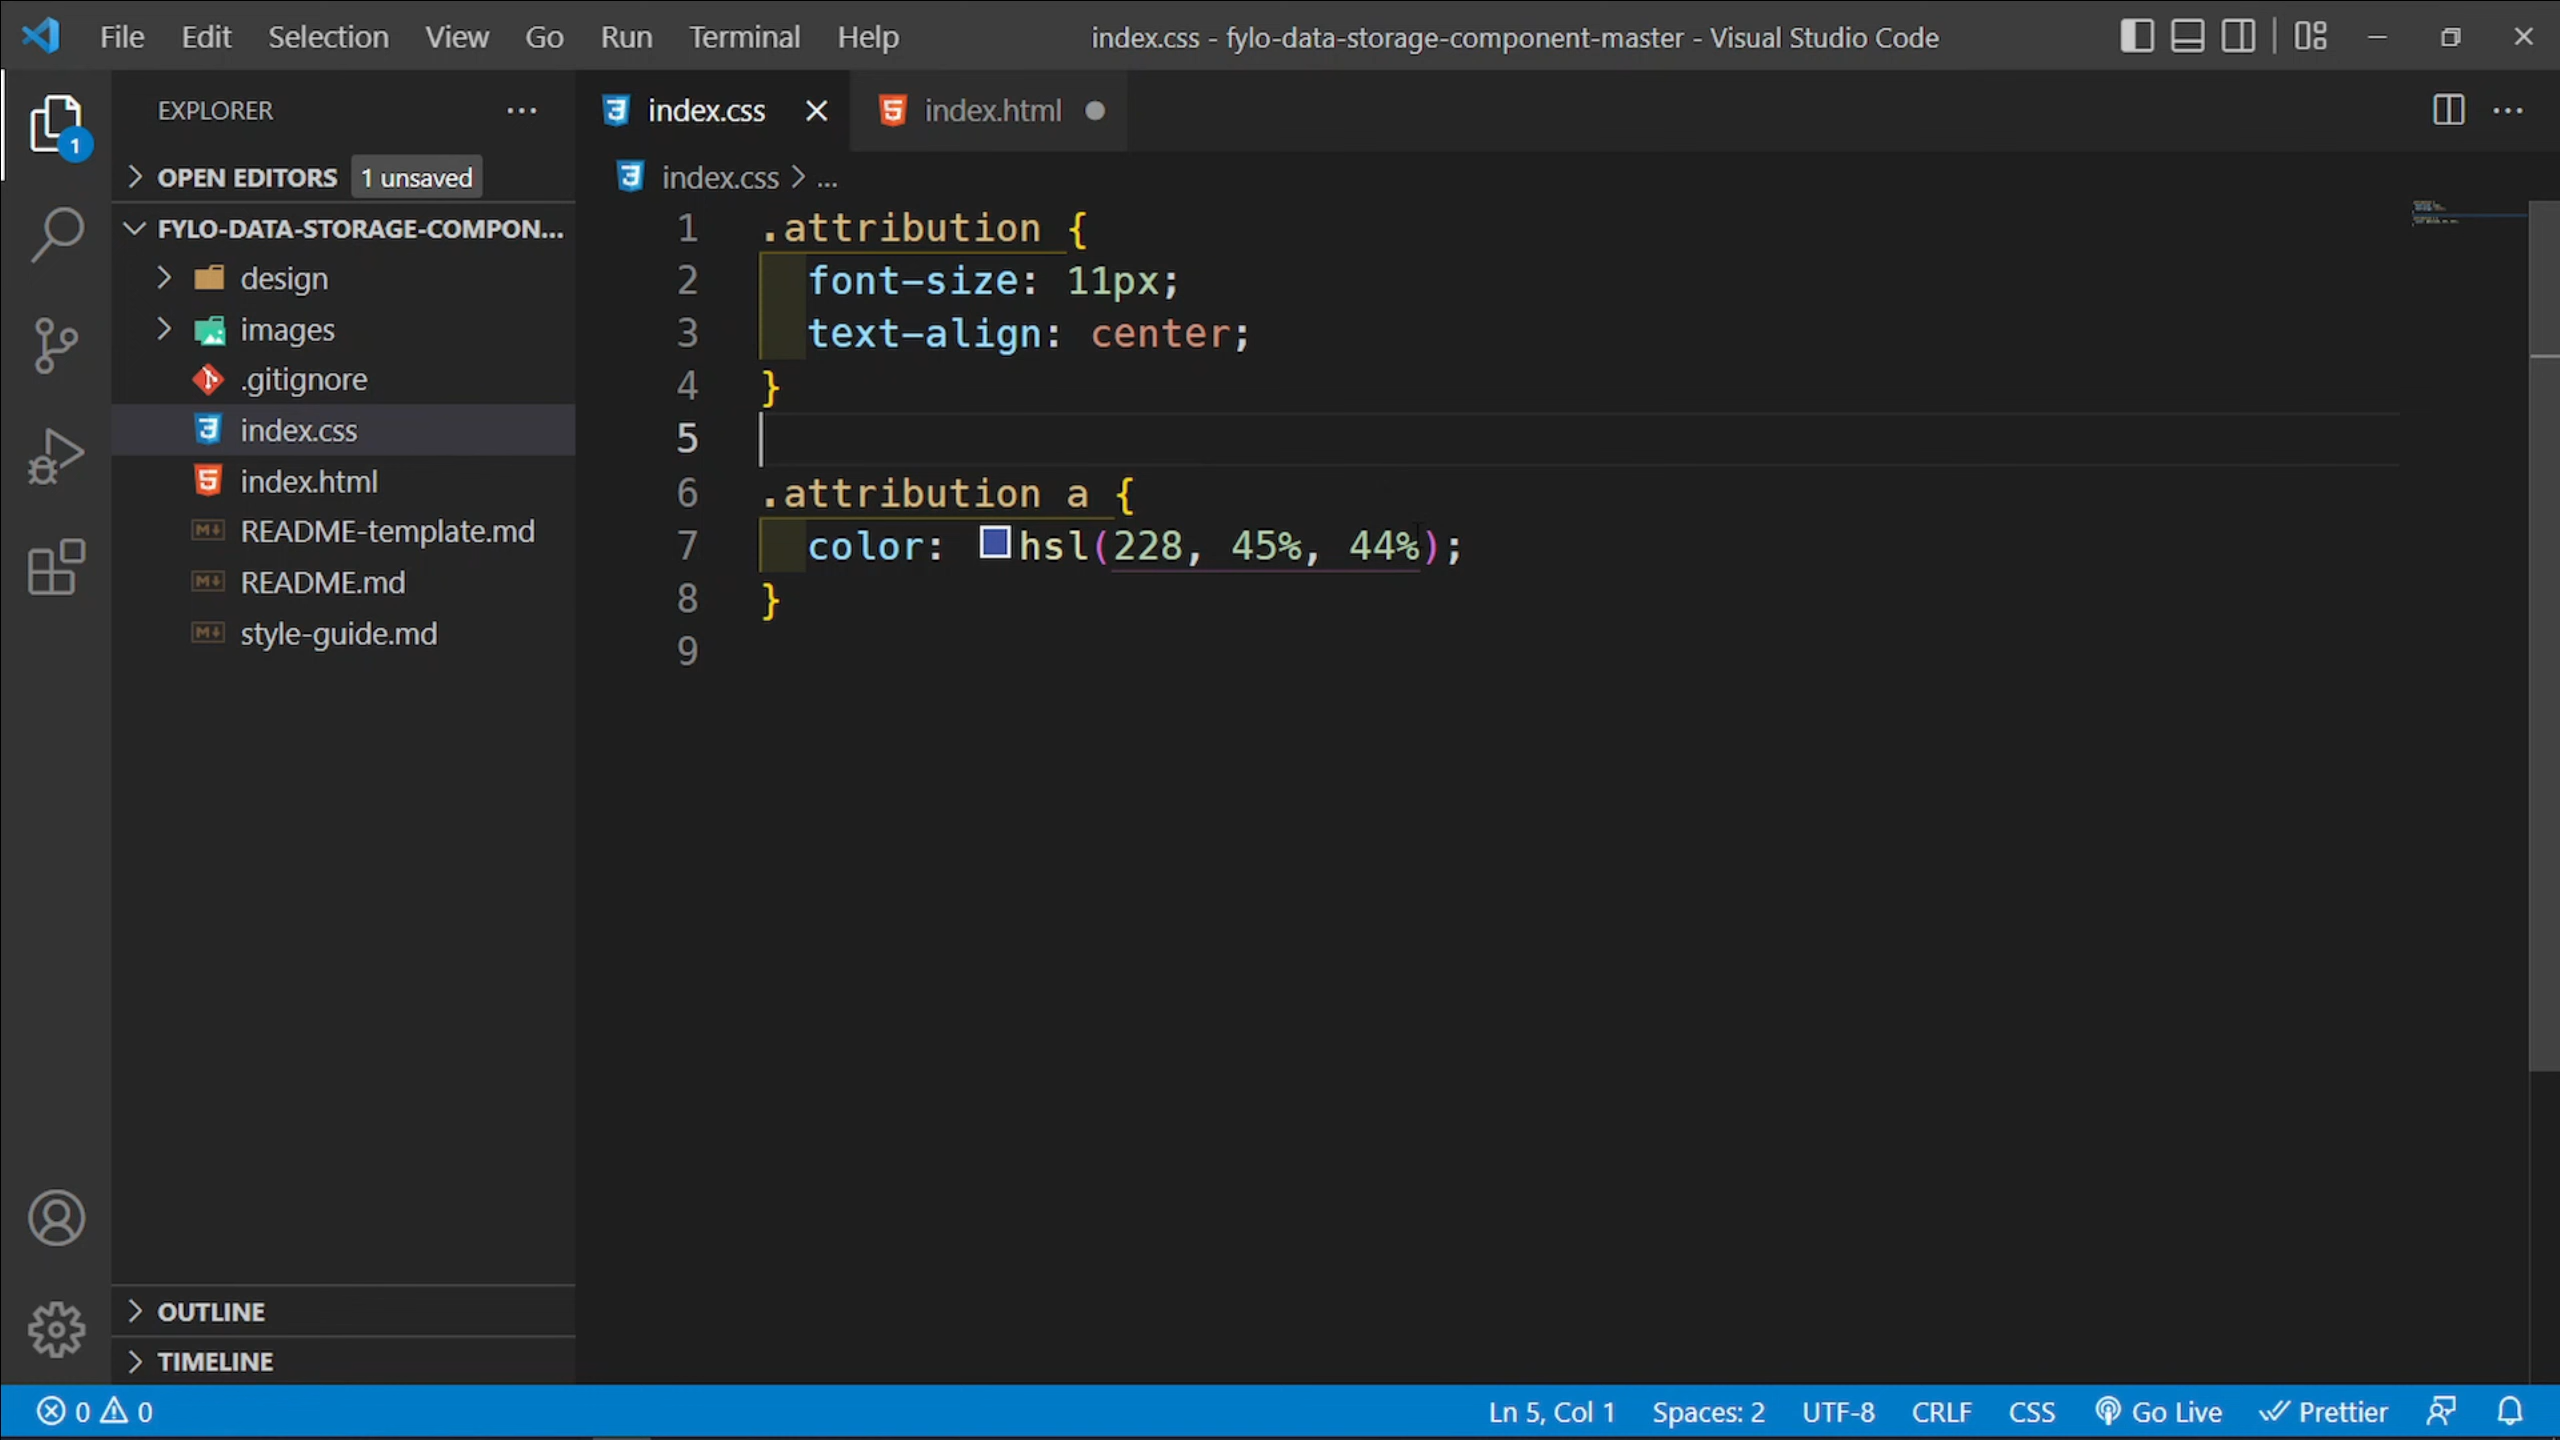 File Edit Selection View Go Run Terminal Help index.css - fylo-data-storage-component-master - Visual Studio Code
EXPLORER
index.css
index.html
1
OPEN EDITORS 1 unsaved
index.css > ...
FYLO-DATA-STORAGE-COMPON...
design
images
.gitignore
index.css
index.html
README-template.md
README.md
style-guide.md
1 .attribution {
2 font-size: 11px;
3 text-align: center;
4 }
5
6 .attribution a {
7 color: hsl(228, 45%, 44%);
8 }
9
OUTLINE
TIMELINE
0 0 Ln 5, Col 1 Spaces: 2 UTF-8 CRLF CSS Go Live Prettier